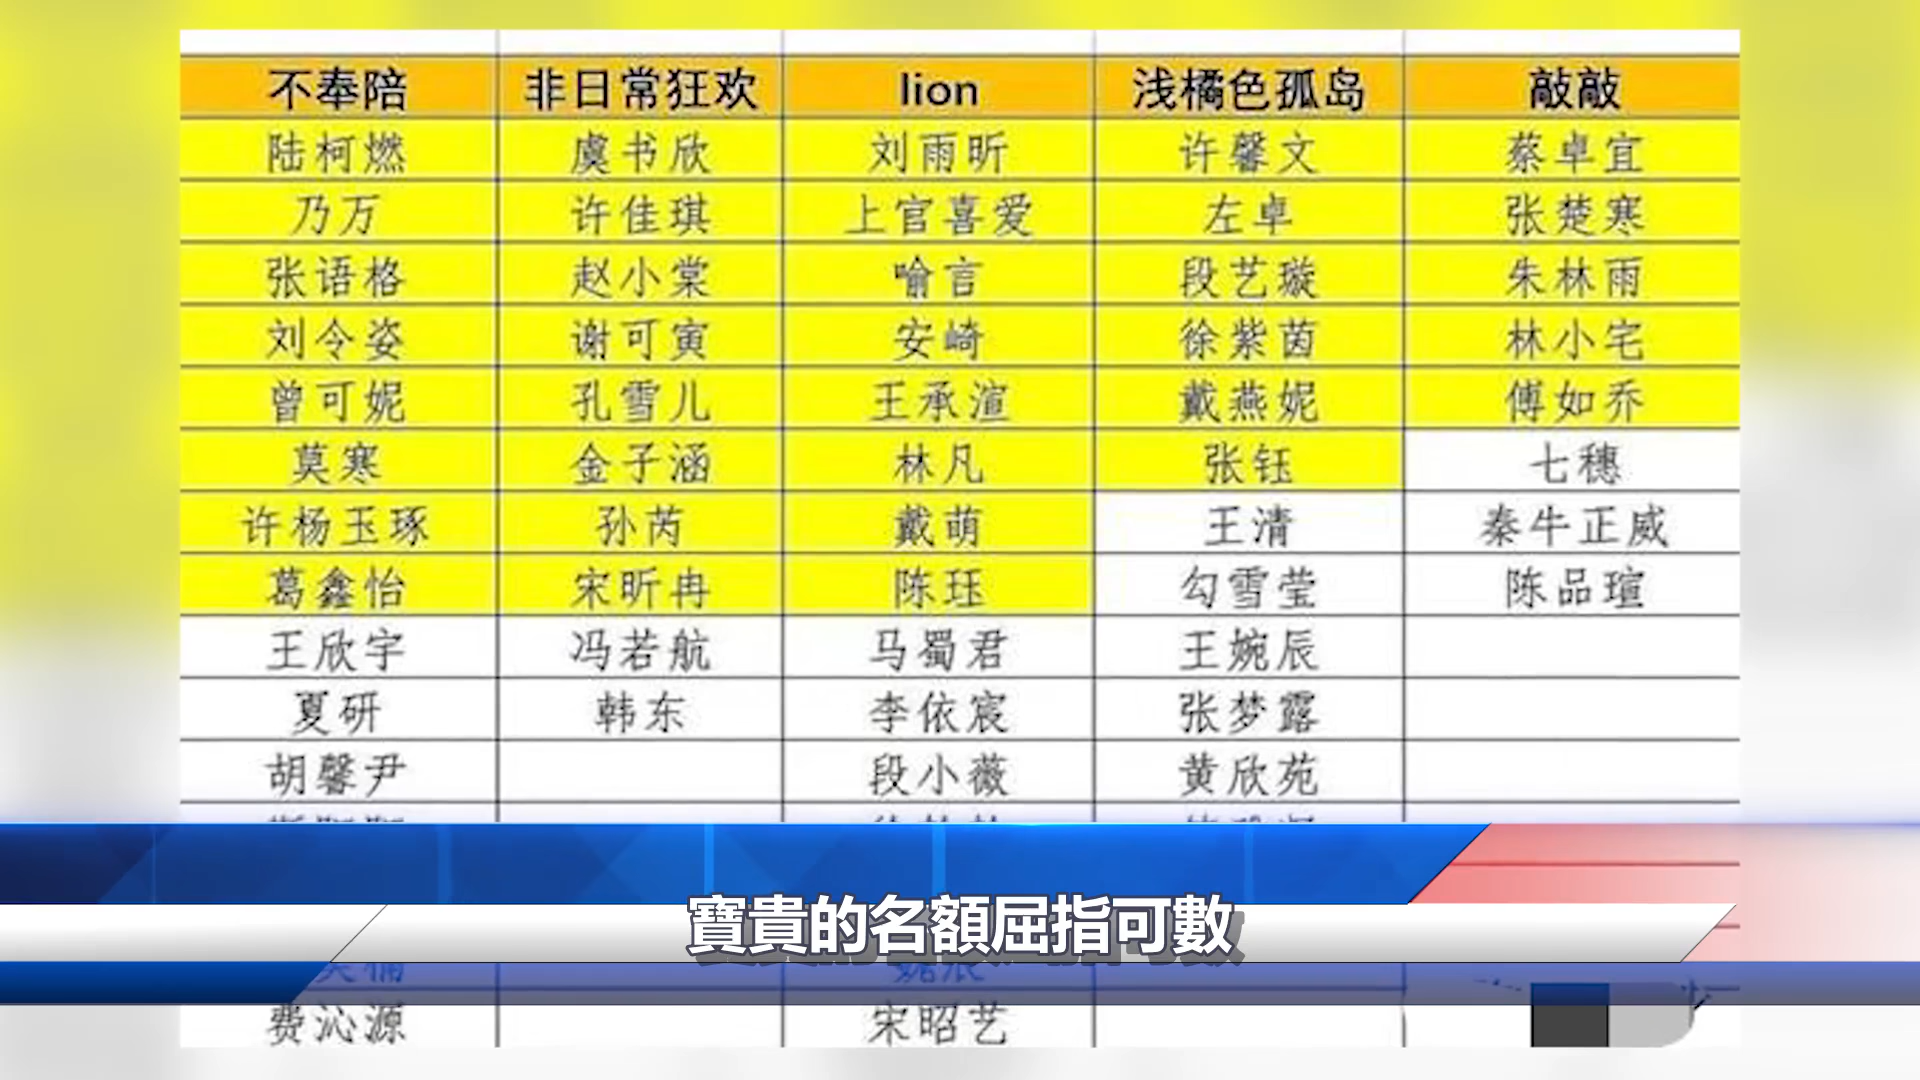 不奉陪 非日常狂欢 lion 浅橘色孤岛 敲敲
陆柯燃 虞书欣 刘雨昕 许馨文 蔡卓宜
乃万 许佳琪 上官喜爱 左卓 张楚寒
张语格 赵小棠 喻言 段艺璇 朱林雨
刘令姿 谢可寅 安崎 徐紫茵 林小宅
曾可妮 孔雪儿 王承渲 戴燕妮 傅如乔
莫寒 金子涵 林凡 张钰 七穗
许杨玉琢 孙芮 戴萌 王清 秦牛正威
葛鑫怡 宋昕冉 陈珏 勾雪莹 陈品瑄
王欣宇 冯若航 马蜀君 王婉辰
夏研 韩东 李依宸 张梦露
胡馨尹 段小薇 黄欣苑
寶貴的名額屈指可數
费沁源 宋昭艺